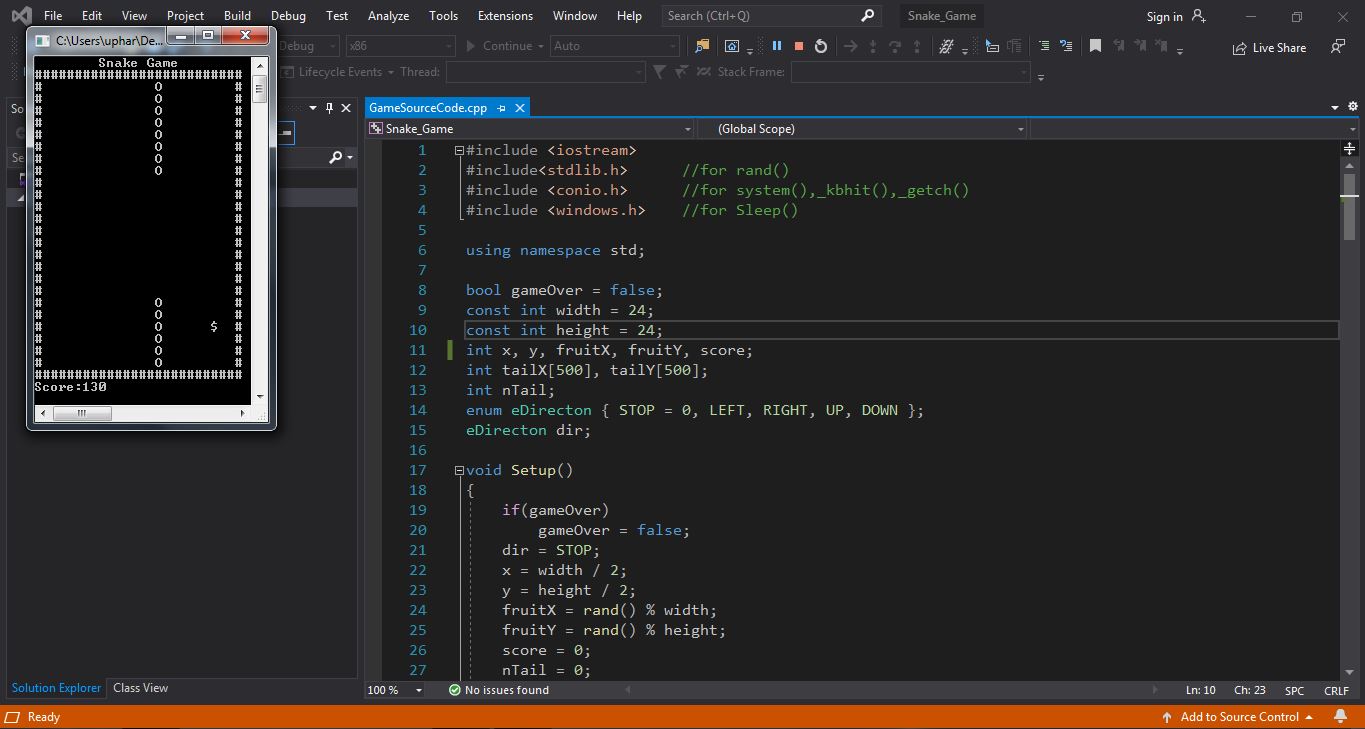 File Edit View Project Build Debug Test Analyze Tools Extensions Window Help Search (Ctrl+Q) Snake_Game Sign in
C:\Users\uphar\De...
Debug x86 Continue Auto Live Share
Lifecycle Events Thread: Stack Frame:
Snake Game
##########################
# O #
# O #
# O #
# O #
# O #
# O #
# O #
# O #
# #
# #
# #
# #
# #
# #
# #
# #
# #
# #
# O #
# O #
# O $ #
# O #
# O #
# O #
##########################
Score:130
So
Se
GameSourceCode.cpp
Snake_Game (Global Scope)
1 #include <iostream>
2 #include<stdlib.h> //for rand()
3 #include <conio.h> //for system(),_kbhit(),_getch()
4 #include <windows.h> //for Sleep()
5
6 using namespace std;
7
8 bool gameOver = false;
9 const int width = 24;
10 const int height = 24;
11 int x, y, fruitX, fruitY, score;
12 int tailX[500], tailY[500];
13 int nTail;
14 enum eDirecton { STOP = 0, LEFT, RIGHT, UP, DOWN };
15 eDirecton dir;
16
17 void Setup()
18 {
19 if(gameOver)
20 gameOver = false;
21 dir = STOP;
22 x = width / 2;
23 y = height / 2;
24 fruitX = rand() % width;
25 fruitY = rand() % height;
26 score = 0;
27 nTail = 0;
Solution Explorer Class View
100 % No issues found Ln: 10 Ch: 23 SPC CRLF
Ready Add to Source Control